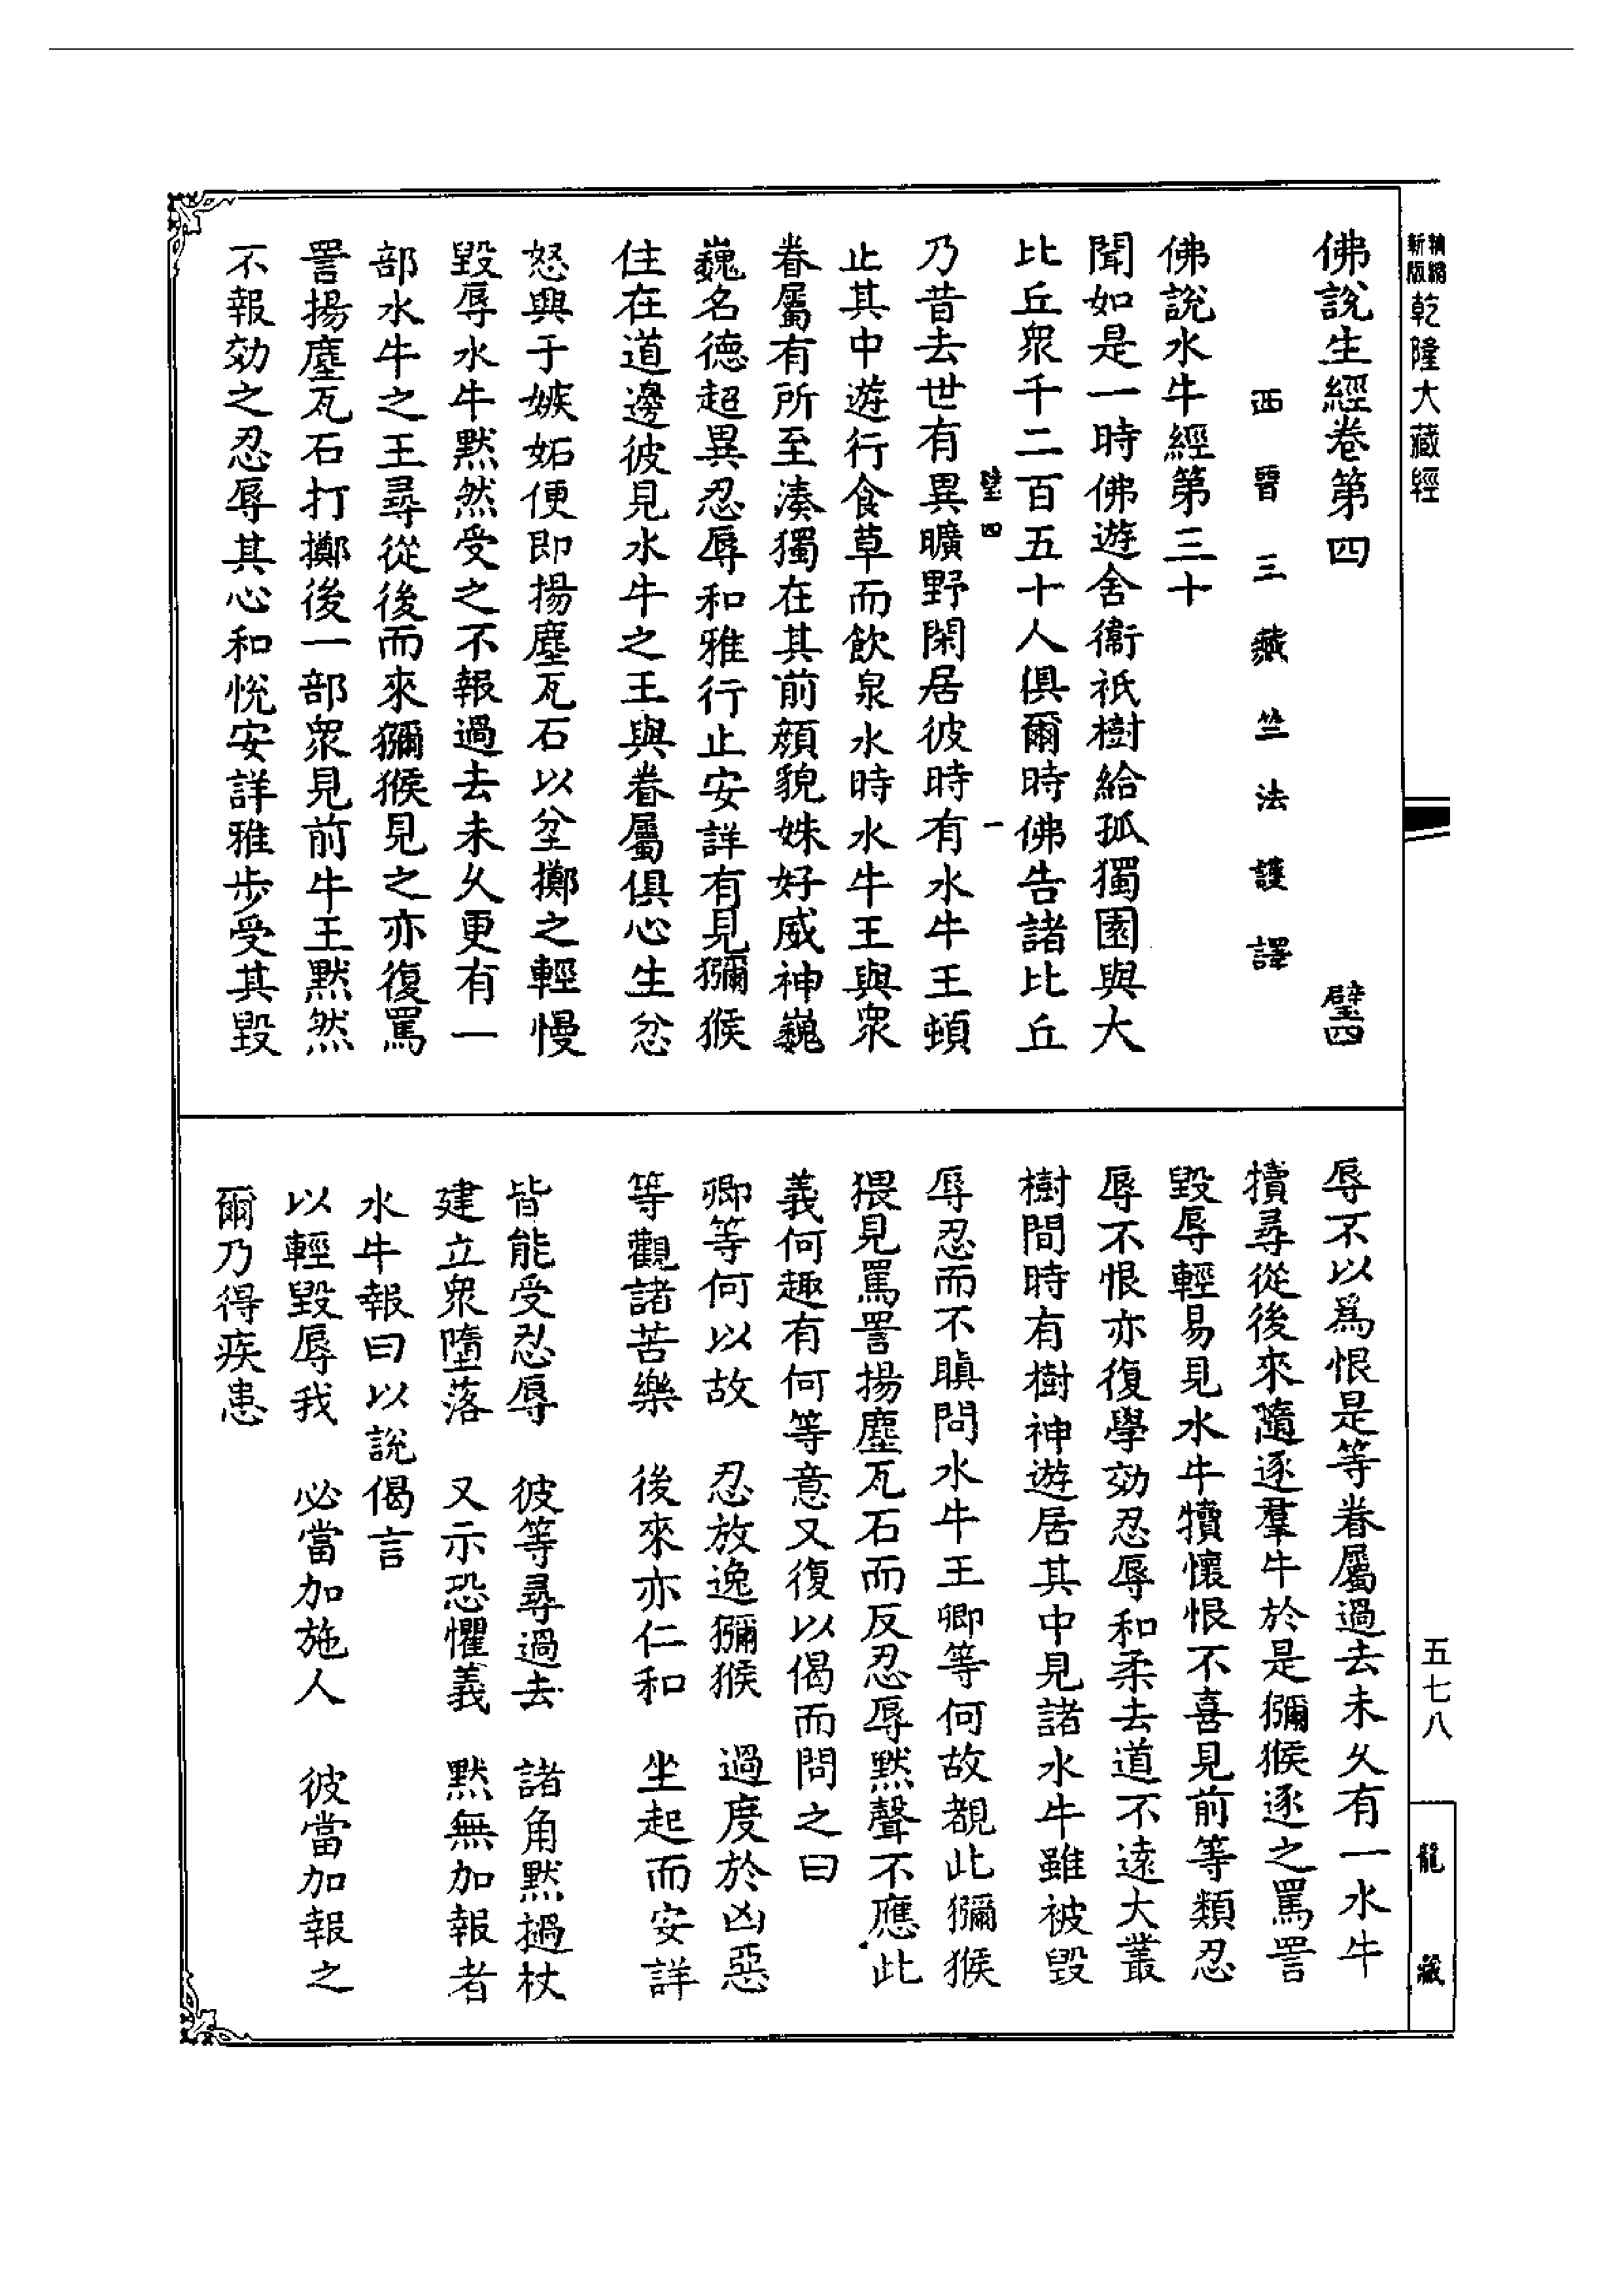 精縮
新版
乾隆大藏經
佛說生經卷第四 璧四
西晉三藏竺法護譯
佛說水牛經第三十
聞如是一時佛遊舍衞祇樹給孤獨園與大
比丘衆千二百五十人俱爾時佛告諸比丘
璧四 一
乃昔去世有異曠野閑居彼時有水牛王頓
止其中遊行食草而飲泉水時水牛王與衆
眷屬有所至湊獨在其前顏貌姝好威神巍
巍名德超異忍辱和雅行止安詳有見獼猴
住在道邊彼見水牛之王與眷屬俱心生忿
怒興于嫉妬便即揚塵瓦石以坌擲之輕慢
毀辱水牛默然受之不報過去未久更有一
部水牛之王尋從後而來獼猴見之亦復罵
詈揚塵瓦石打擲後一部衆見前牛王默然
不報効之忍辱其心和悅安詳雅步受其毀
辱不以爲恨是等眷屬過去未久有一水牛
犢尋從後來隨逐羣牛於是獼猴逐之罵詈
毀辱輕易見水牛犢懷恨不喜見前等類忍
辱不恨亦復學効忍辱和柔去道不遠大叢
樹間時有樹神遊居其中見諸水牛雖被毀
辱忍而不瞋問水牛王卿等何故覩此獼猴
猥見罵詈揚塵瓦石而反忍辱默聲不應此
義何趣有何等意又復以偈而問之曰
卿等何以故 忍放逸獼猴 過度於凶惡
等觀諸苦樂 後來亦仁和 坐起而安詳
皆能受忍辱 彼等尋過去 諸角默撾杖
建立衆墮落 又示恐懼義 默無加報者
水牛報曰以說偈言
以輕毀辱我 必當加施人 彼當加報之
爾乃得疾患
五七八
龍藏